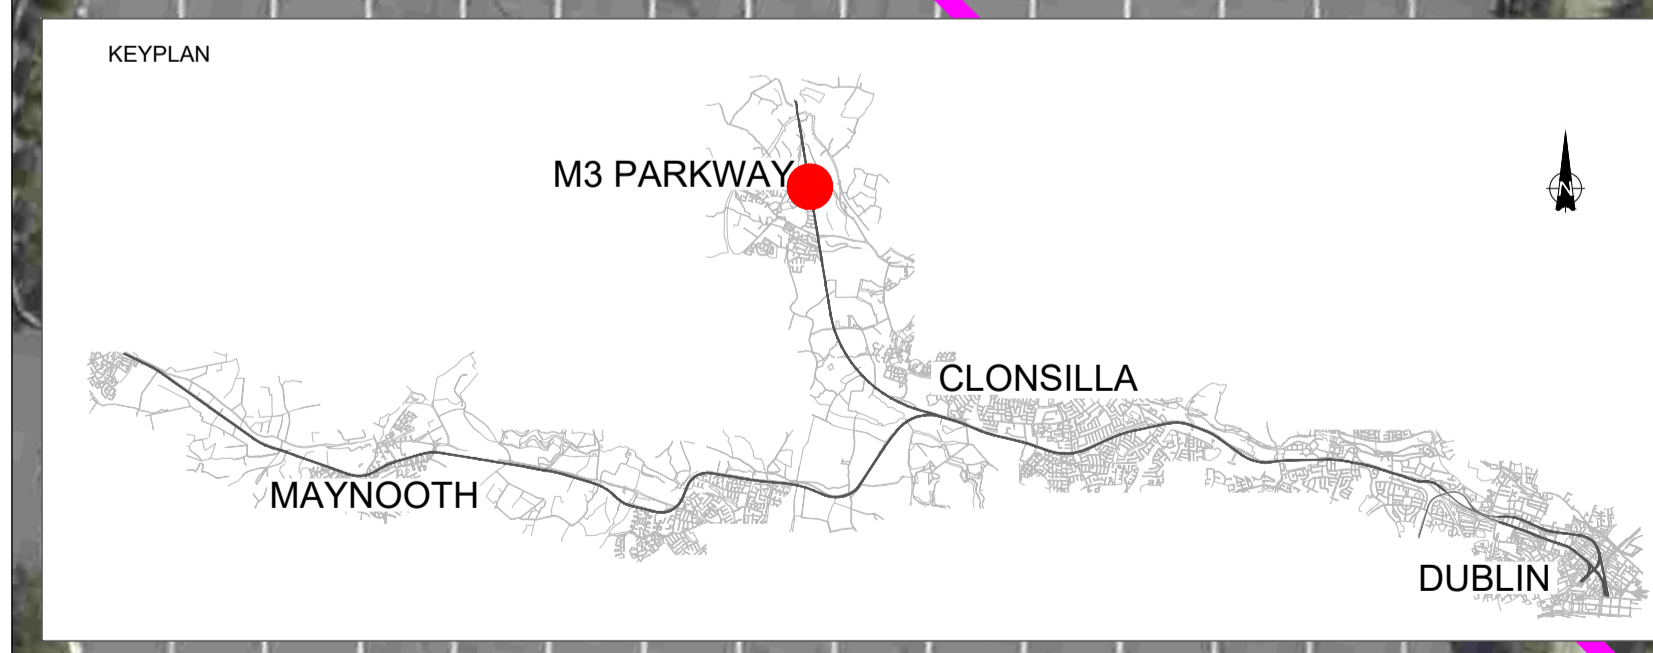 KEYPLAN
M3 PARKWAY
N
CLONSILLA
MAYNOOTH
DUBLIN